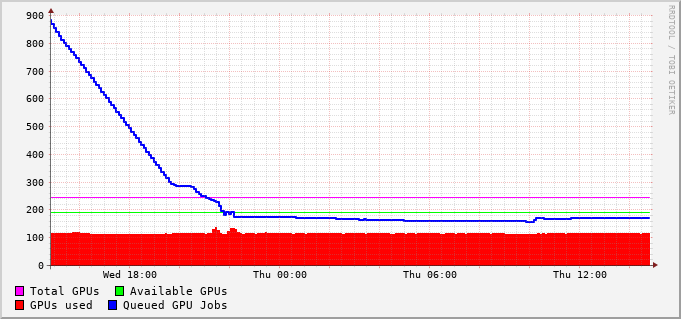 900
800
700
600
500
400
300
200
100
0
Wed 18:00 Thu 00:00 Thu 06:00 Thu 12:00
Total GPUs Available GPUs
GPUs used Queued GPU Jobs
RRDTOOL / TOBI OETIKER